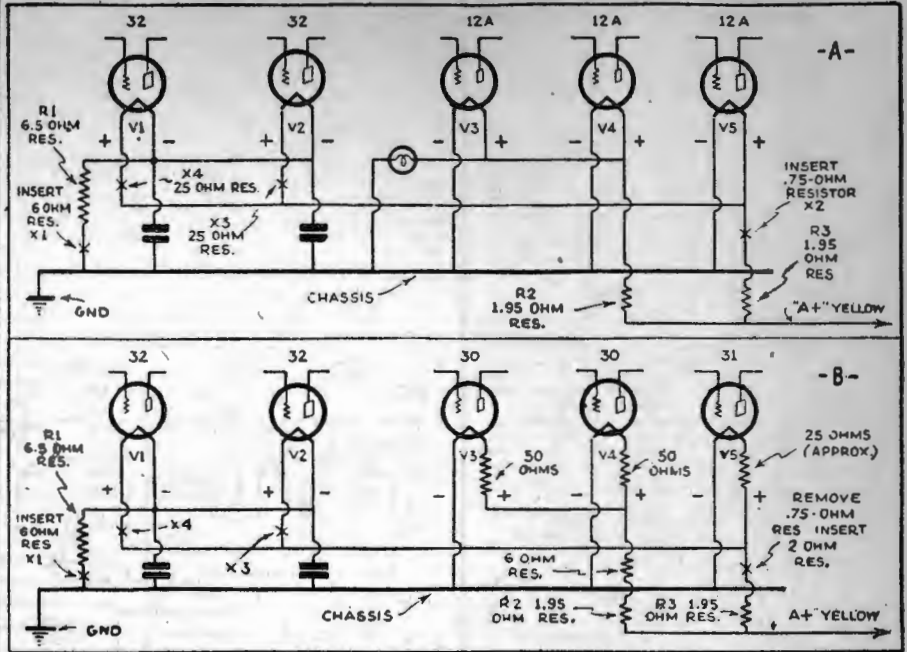 32
32
12A
12A
12A
-A-
V1
V2
V3
V4
V5
+
-
+
-
-
+
-
+
-
+
R1
6.5 OHM
RES.
INSERT
6 OHM
RES.
X1
X4
25 OHM RES.
X3
25 OHM
RES.
INSERT
.75-OHM
RESISTOR
X2
R3
1.95
OHM
RES
GND
CHASSIS
R2
1.95 OHM
RES.
"A+" YELLOW
32
32
30
30
31
-B-
V1
V2
V3
V4
V5
R1
6.5 OHM
RES.
50
OHMS
50
OHMS
25 OHMS
(APPROX.)
+
-
+
-
-
+
-
+
-
+
INSERT
6 OHM
RES
X1
X4
X3
6 OHM
RES.
REMOVE
.75-OHM
RES INSERT
2 OHM
RES.
GND
CHASSIS
R2 1.95
OHM RES.
R3 1.95
OHM RES.
A+" YELLOW